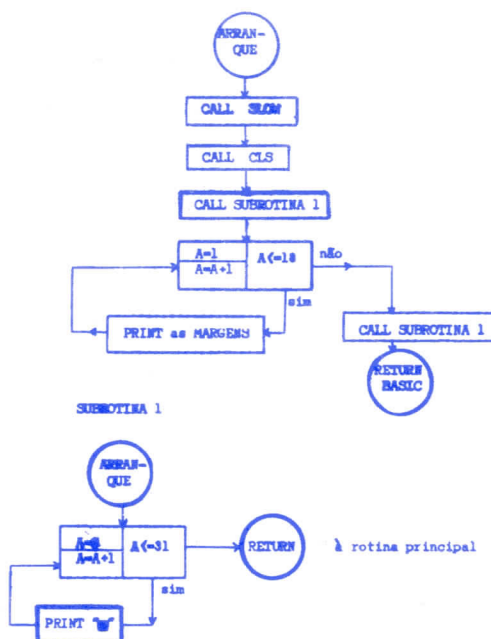 ARRAN-
QUE
CALL SLOW
CALL CLS
CALL SUBROTINA 1
A=1
A=A+1
A<=18
não
sim
PRINT as MARGENS
CALL SUBROTINA 1
RETURN
BASIC
SUBROTINA 1
ARRAN-
QUE
A=0
A=A+1
A<=31
RETURN
à rotina principal
sim
PRINT